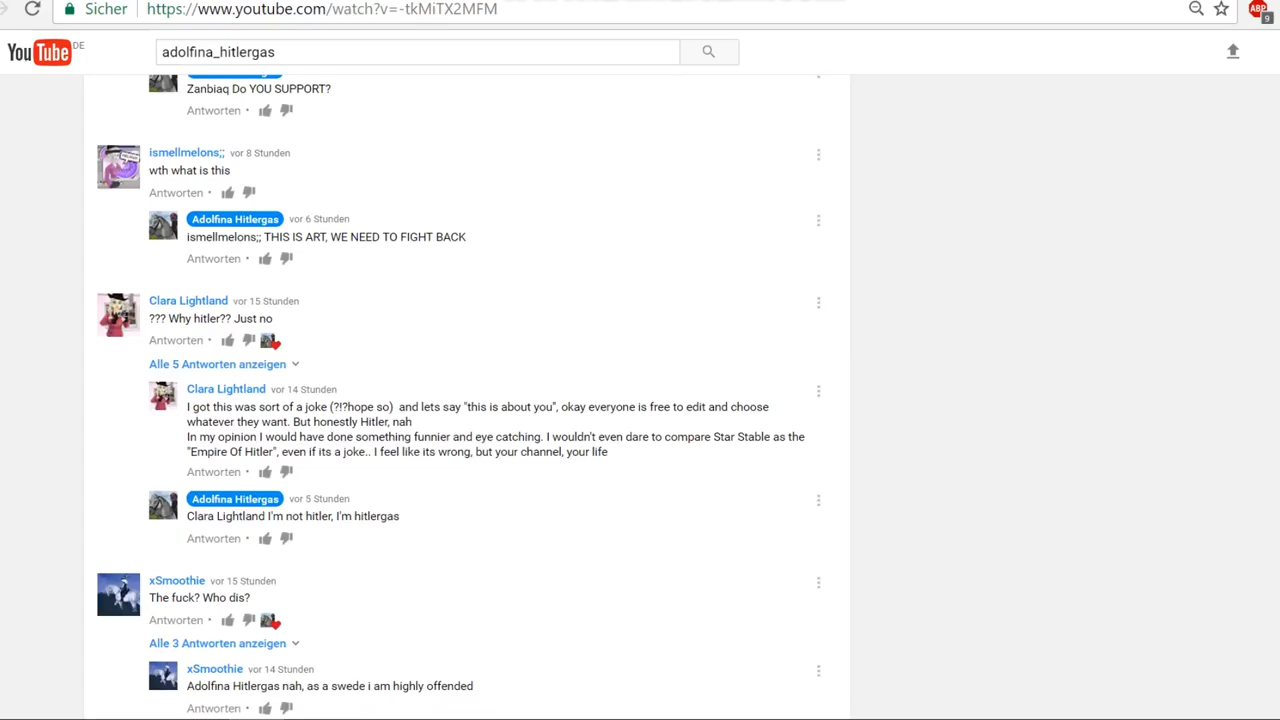 Sicher https://www.youtube.com/watch?v=-tkMiTX2MFM
ABP
9
YouTube DE
adolfina_hitlergas
Zanbiaq Do YOU SUPPORT?
Antworten •
ismellmelons;; vor 8 Stunden
wth what is this
Antworten •
Adolfina Hitlergas vor 6 Stunden
ismellmelons;; THIS IS ART, WE NEED TO FIGHT BACK
Antworten •
Clara Lightland vor 15 Stunden
??? Why hitler?? Just no
Antworten •
Alle 5 Antworten anzeigen
Clara Lightland vor 14 Stunden
I got this was sort of a joke (?!?hope so) and lets say "this is about you", okay everyone is free to edit and choose
whatever they want. But honestly Hitler, nah
In my opinion I would have done something funnier and eye catching. I wouldn't even dare to compare Star Stable as the
"Empire Of Hitler", even if its a joke.. I feel like its wrong, but your channel, your life
Antworten •
Adolfina Hitlergas vor 5 Stunden
Clara Lightland I'm not hitler, I'm hitlergas
Antworten •
xSmoothie vor 15 Stunden
The fuck? Who dis?
Antworten •
Alle 3 Antworten anzeigen
xSmoothie vor 14 Stunden
Adolfina Hitlergas nah, as a swede i am highly offended
Antworten •